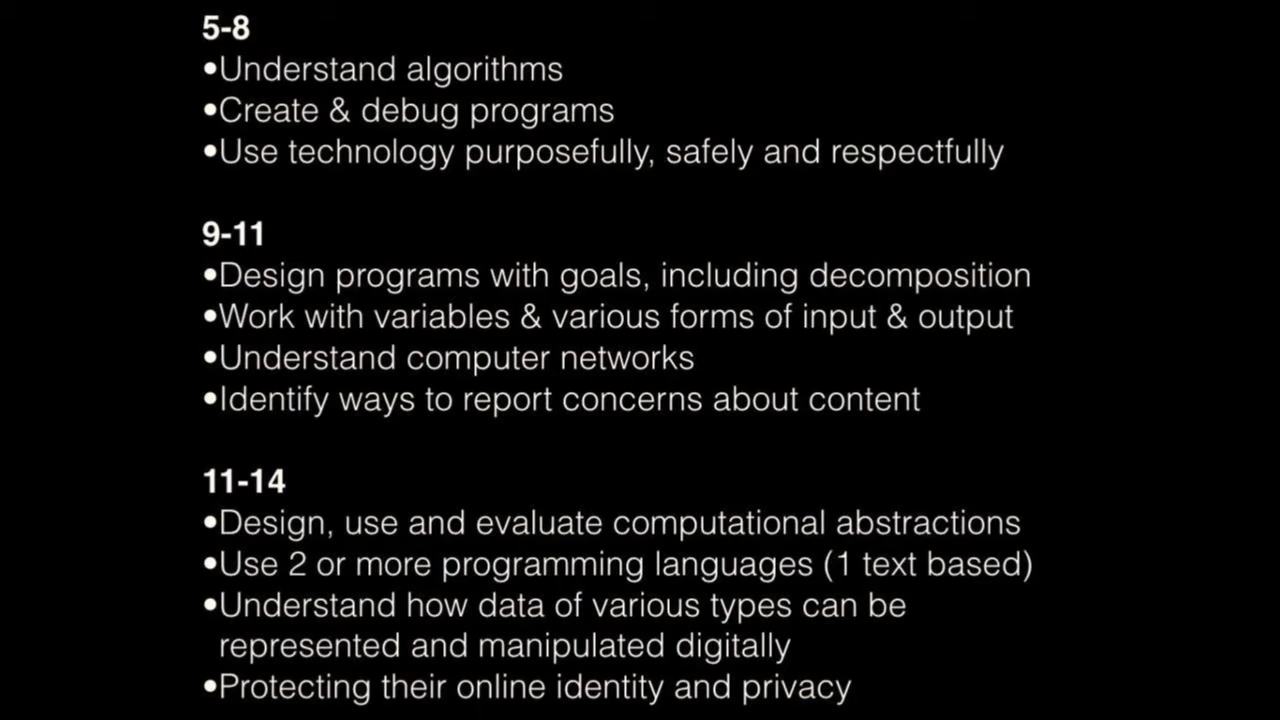 5-8
•Understand algorithms
•Create & debug programs
•Use technology purposefully, safely and respectfully
9-11
•Design programs with goals, including decomposition
•Work with variables & various forms of input & output
•Understand computer networks
•Identify ways to report concerns about content
11-14
•Design, use and evaluate computational abstractions
•Use 2 or more programming languages (1 text based)
•Understand how data of various types can be
represented and manipulated digitally
•Protecting their online identity and privacy